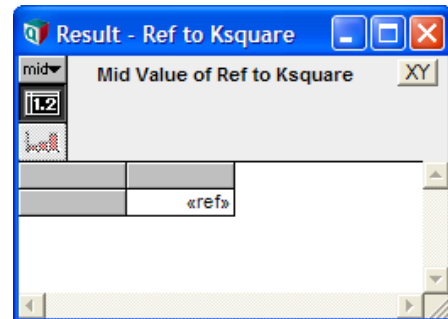 Result - Ref to Ksquare
mid
Mid Value of Ref to Ksquare
XY
1.2
«ref»